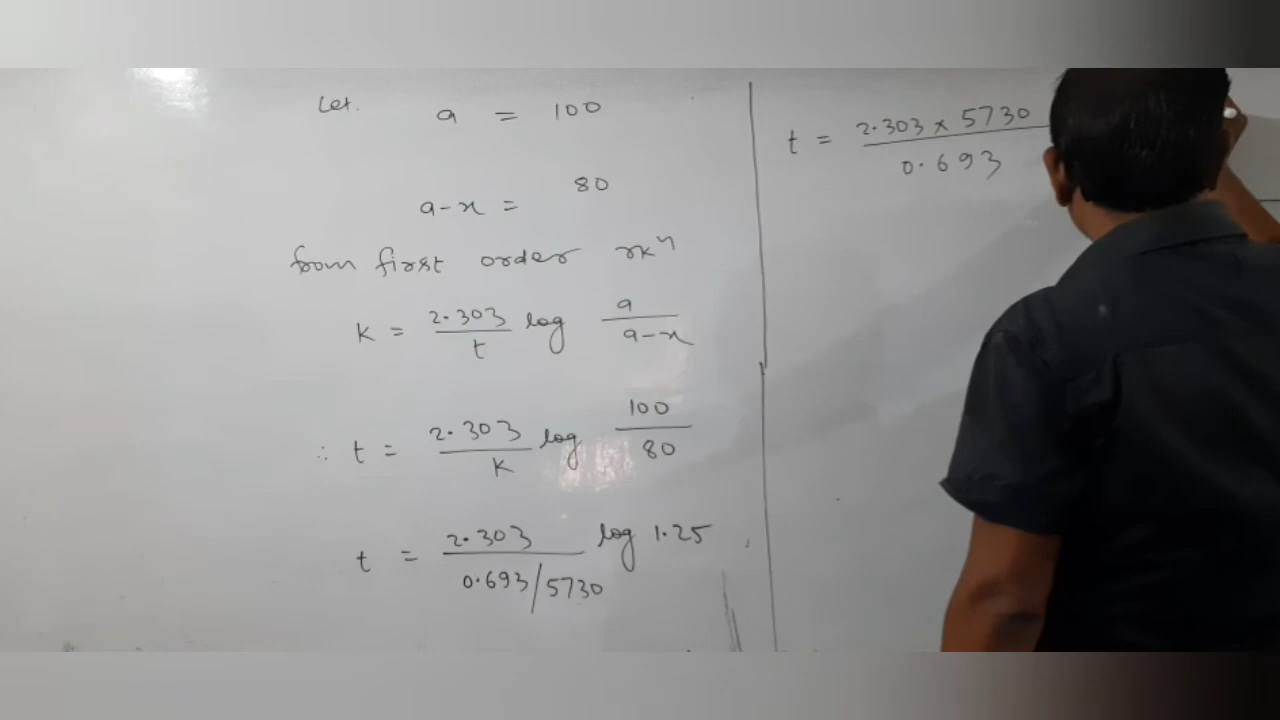 Let. a = 100
a-x = 80
from first order rxⁿ
K = 2.303/t log a/a-x
∴ t = 2.303/K log 100/80
t = 2.303/0.693/5730 log 1.25
t = 2.303 × 5730/0.693